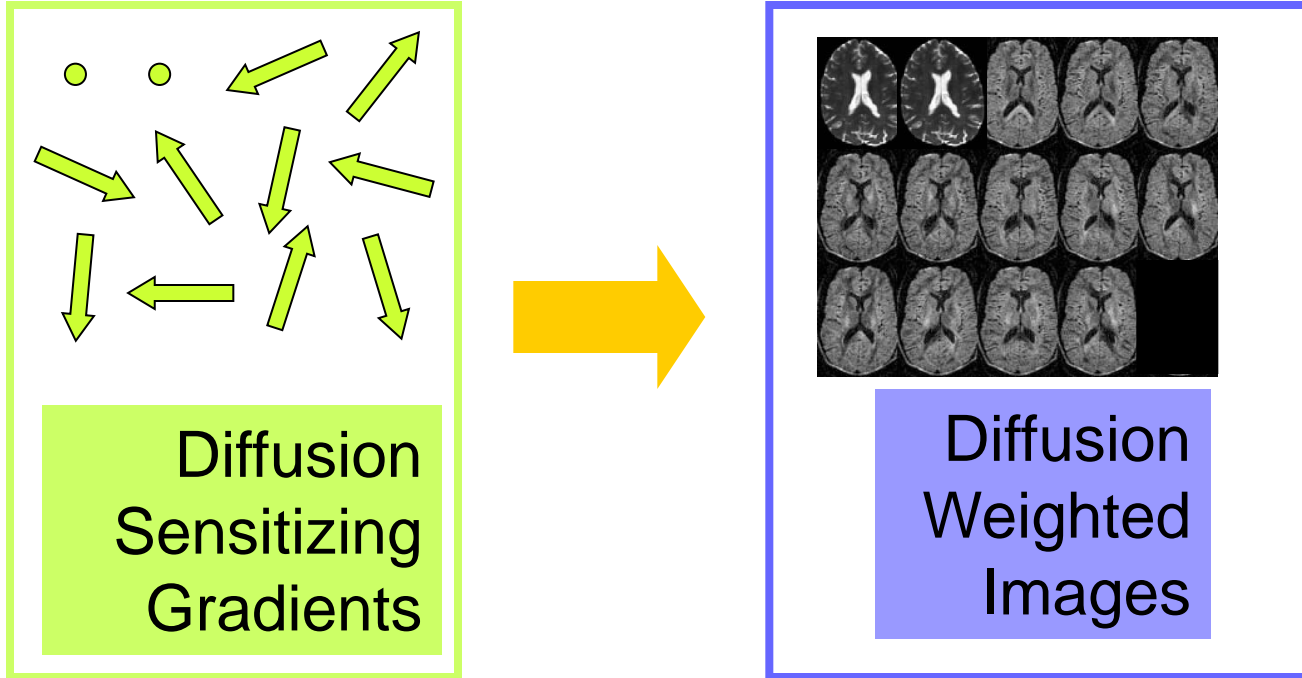 Diffusion
Sensitizing
Gradients
Diffusion
Weighted
Images